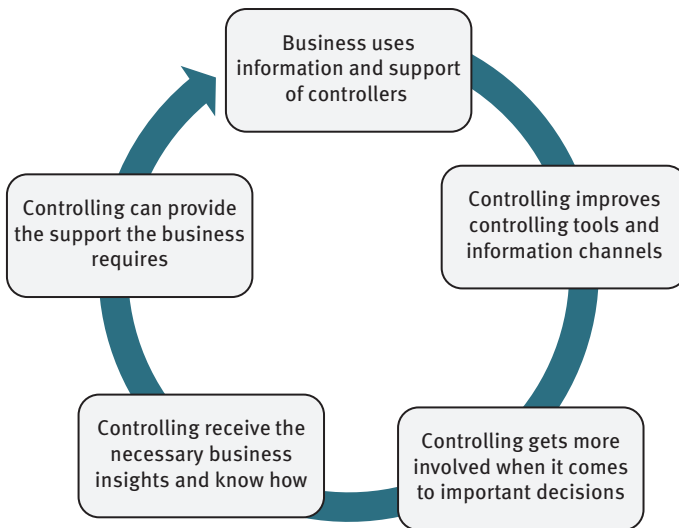 Business uses
information and support
of controllers
Controlling improves
controlling tools and
information channels
Controlling gets more
involved when it comes
to important decisions
Controlling receive the
necessary business
insights and know how
Controlling can provide
the support the business
requires